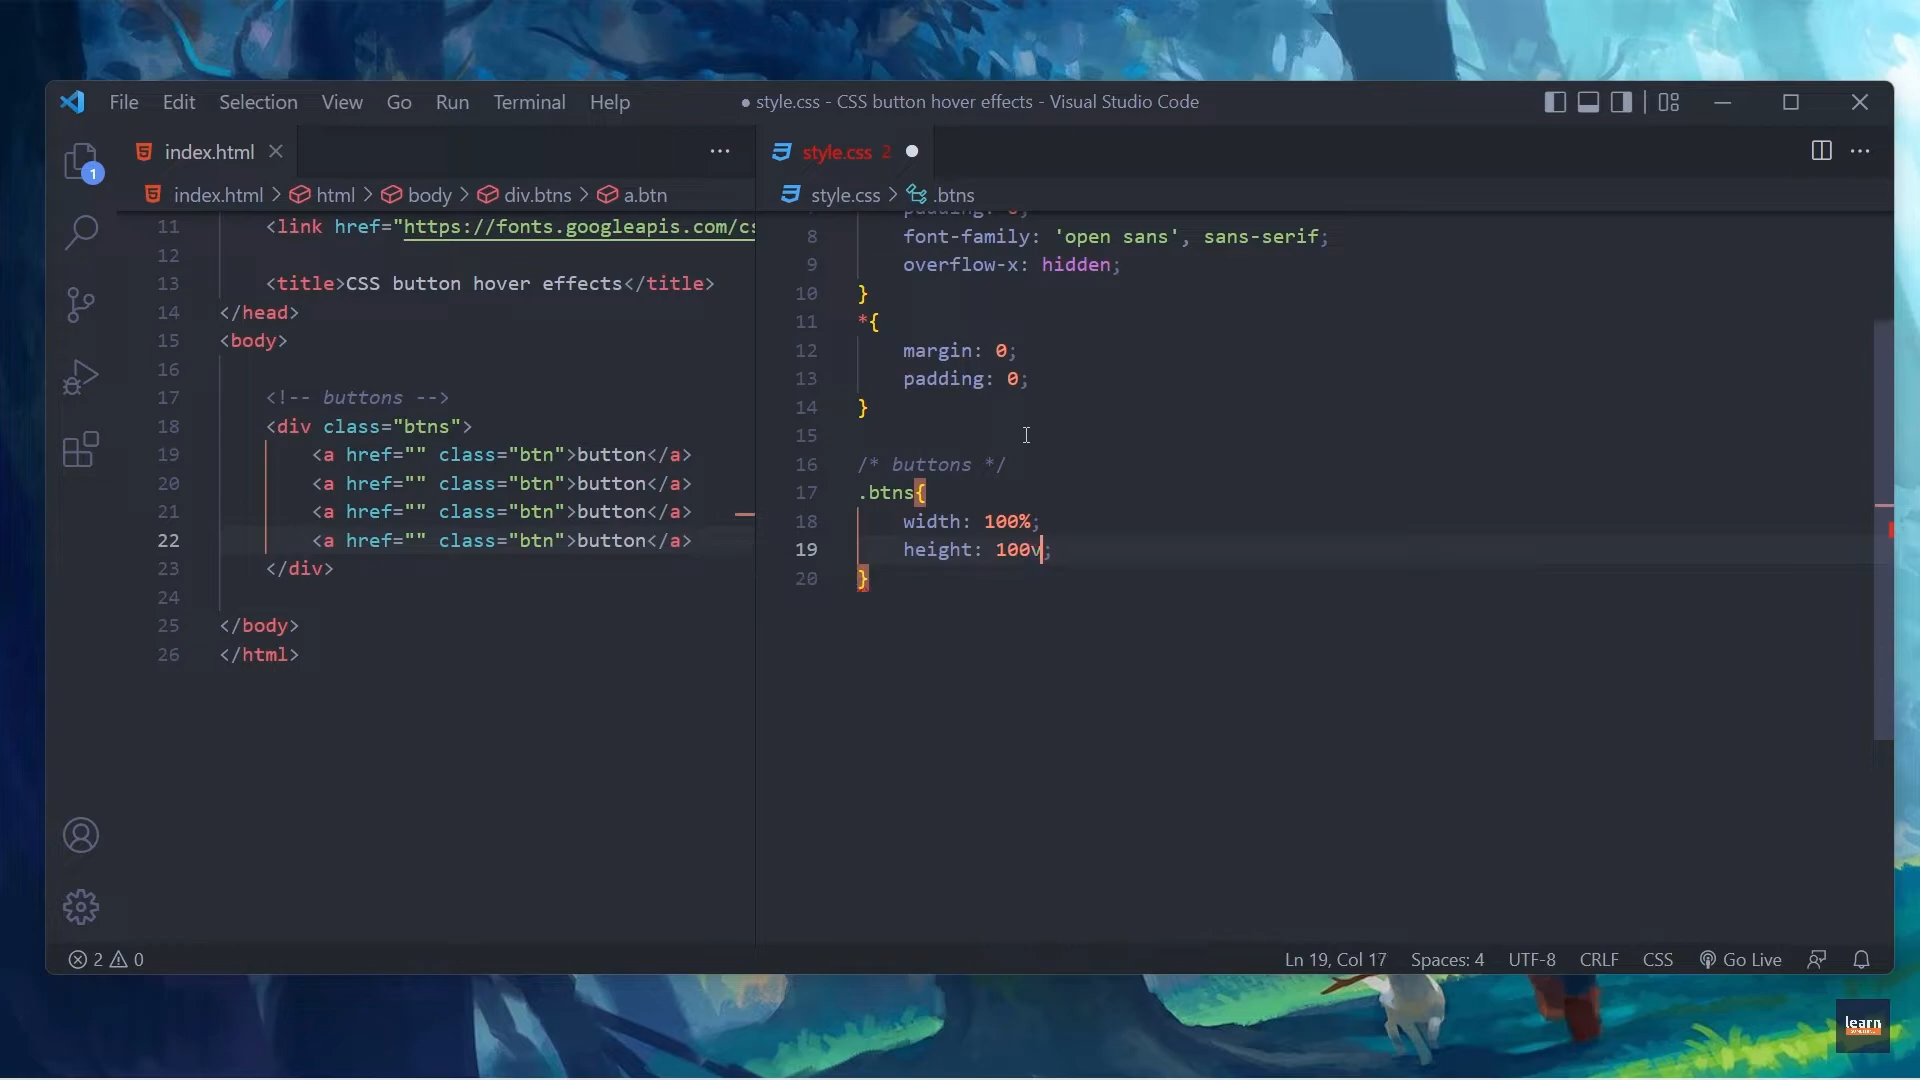 File Edit Selection View Go Run Terminal Help
● style.css - CSS button hover effects - Visual Studio Code
1
index.html
index.html > html > body > div.btns > a.btn
11 <link href="https://fonts.googleapis.com/cs
12
13 <title>CSS button hover effects</title>
14 </head>
15 <body>
16
17 <!-- buttons -->
18 <div class="btns">
19 <a href="" class="btn">button</a>
20 <a href="" class="btn">button</a>
21 <a href="" class="btn">button</a>
22 <a href="" class="btn">button</a>
23 </div>
24
25 </body>
26 </html>
style.css 2 ●
style.css > .btns
padding: 0;
8 font-family: 'open sans', sans-serif;
9 overflow-x: hidden;
10 }
11 *{
12 margin: 0;
13 padding: 0;
14 }
15
16 /* buttons */
17 .btns{
18 width: 100%;
19 height: 100v;
20 }
2 0
Ln 19, Col 17 Spaces: 4 UTF-8 CRLF CSS Go Live
learn